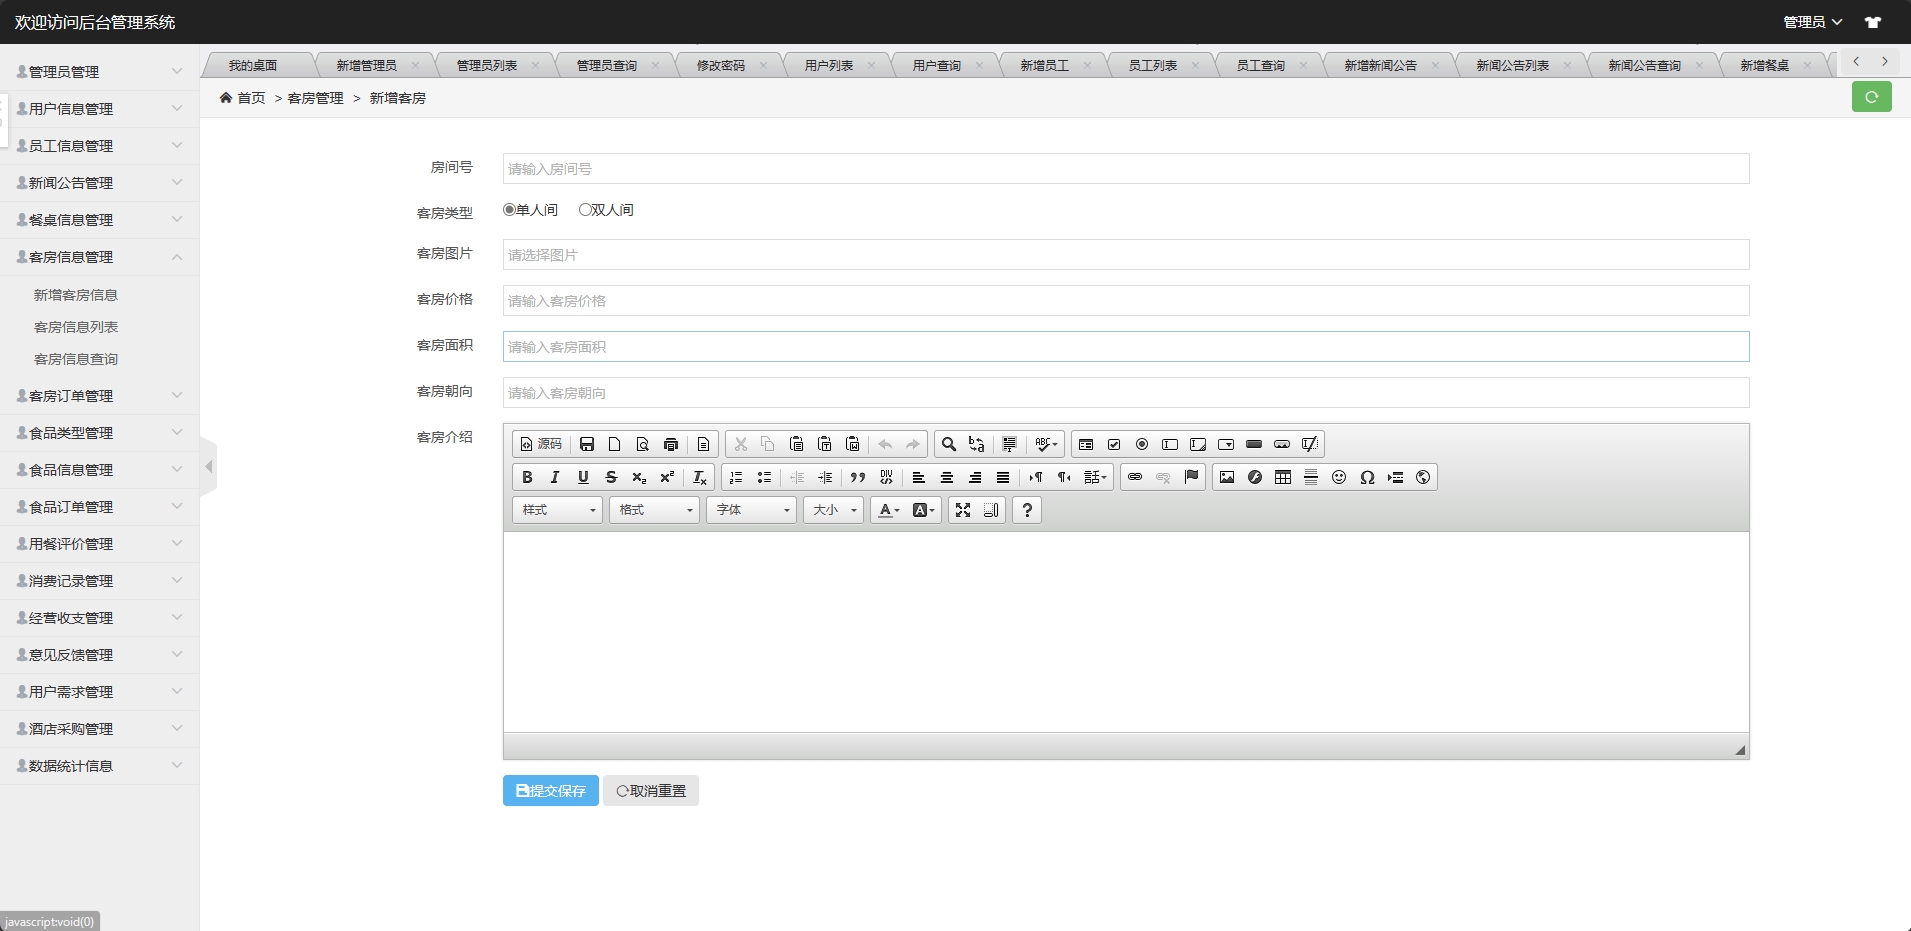 欢迎访问后台管理系统
管理员
我的桌面 新增管理员 管理员列表 管理员查询 修改密码 用户列表 用户查询 新增员工 员工列表 员工查询 新增新闻公告 新闻公告列表 新闻公告查询 新增餐桌
首页 > 客房管理 > 新增客房
管理员管理
用户信息管理
员工信息管理
新闻公告管理
餐桌信息管理
客房信息管理
新增客房信息
客房信息列表
客房信息查询
客房订单管理
食品类型管理
食品信息管理
食品订单管理
用餐评价管理
消费记录管理
经营收支管理
意见反馈管理
用户需求管理
酒店采购管理
数据统计信息
房间号 请输入房间号
客房类型 单人间 双人间
客房图片 请选择图片
客房价格 请输入客房价格
客房面积 请输入客房面积
客房朝向 请输入客房朝向
客房介绍
源码
样式 格式 字体 大小
提交保存 取消重置
javascript:void(0)